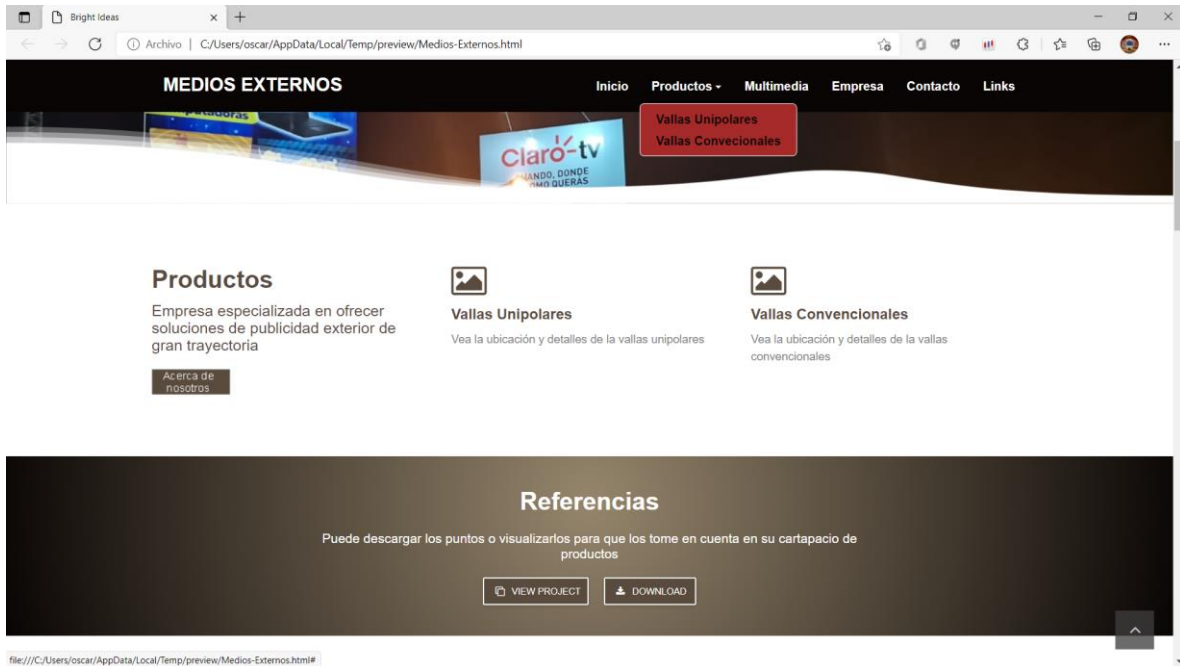 Bright Ideas
Archivo | C:/Users/oscar/AppData/Local/Temp/preview/Medios-Externos.html
MEDIOS EXTERNOS
Inicio Productos Multimedia Empresa Contacto Links
Vallas Unipolares
Vallas Convecionales
Claro-tv
DONDE
QUERAS
Productos
Empresa especializada en ofrecer
soluciones de publicidad exterior de
gran trayectoria
Acerca de
nosotros
Vallas Unipolares
Vea la ubicación y detalles de la vallas unipolares
Vallas Convencionales
Vea la ubicación y detalles de la vallas
convencionales
Referencias
Puede descargar los puntos o visualizarlos para que los tome en cuenta en su cartapacio de
productos
VIEW PROJECT
DOWNLOAD
file:///C:/Users/oscar/AppData/Local/Temp/preview/Medios-Externos.html#